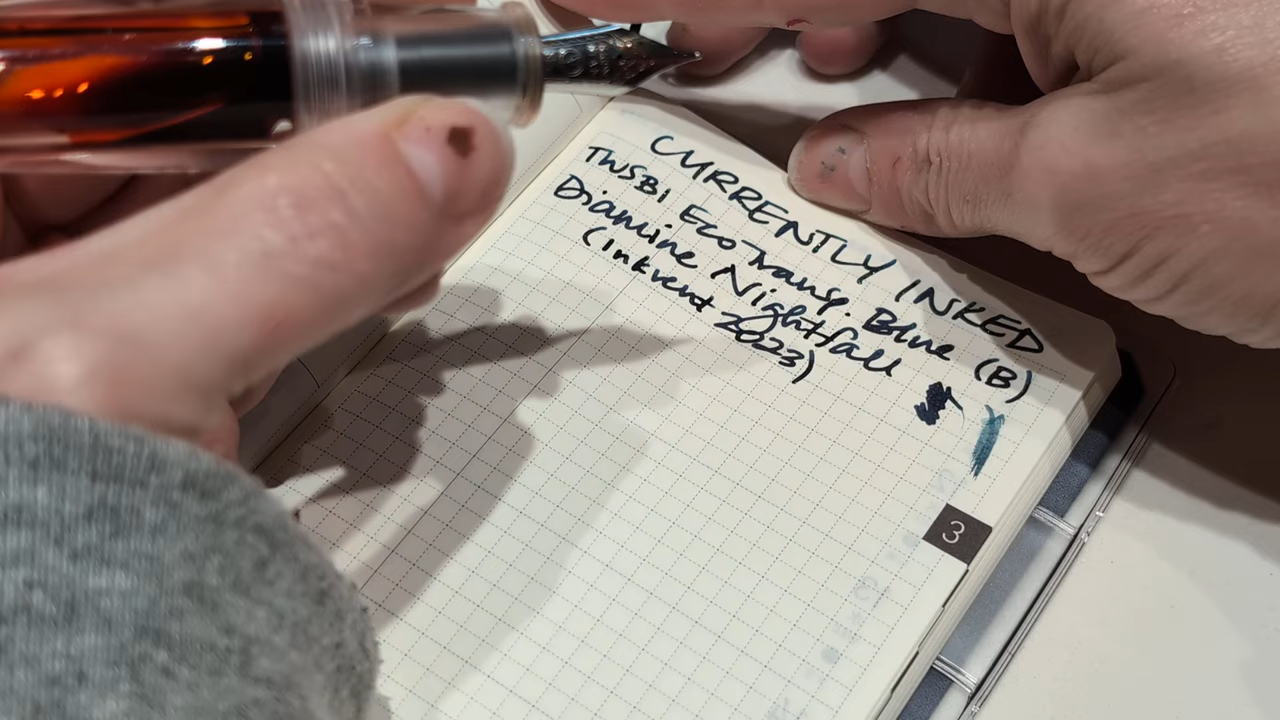 CURRENTLY INKED
TWSBI Eco Transp. Blue (B)
Diamine Nightfall
(Inkvent 2023)
3